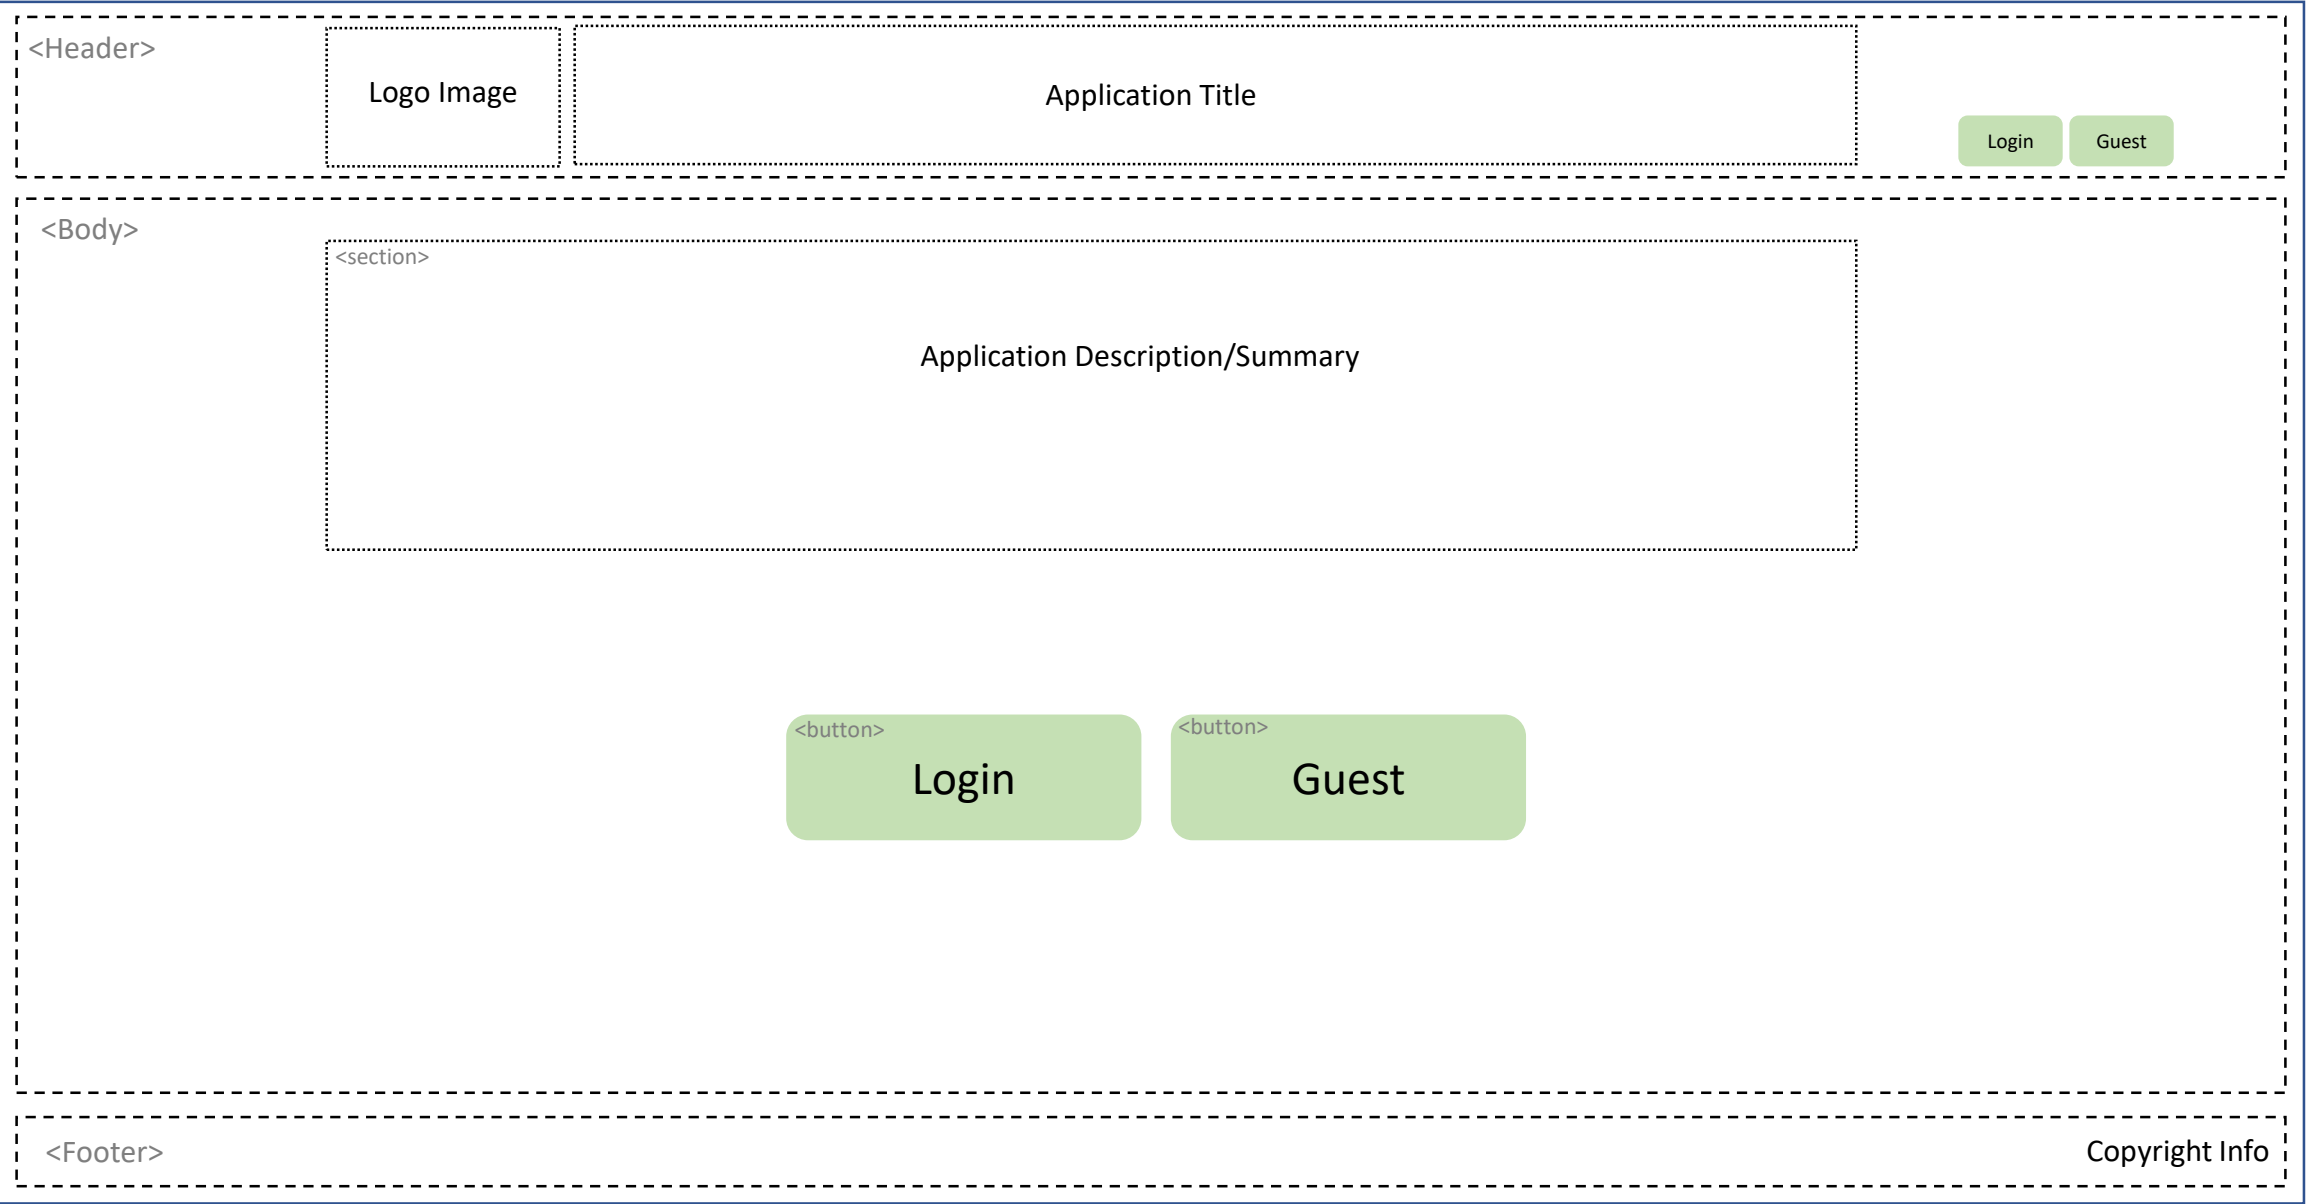 <Header>
Logo Image
Application Title
Login
Guest
<Body>
<section>
Application Description/Summary
<button>
Login
<button>
Guest
<Footer>
Copyright Info